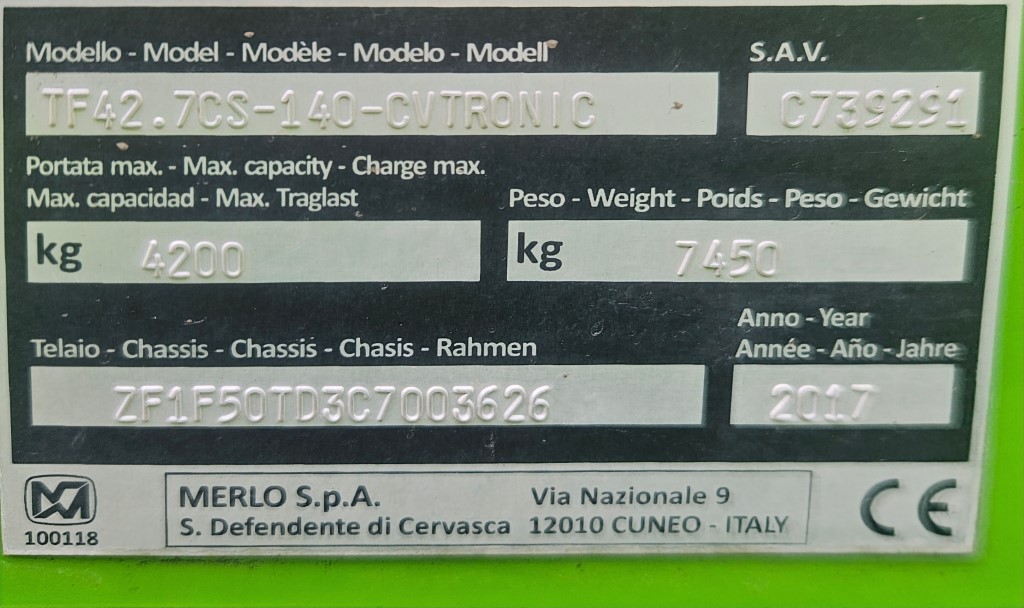 Modello - Model - Modèle - Modelo - Modell S.A.V.
TF42.7CS-140-CVTRONIC C739291
Portata max. - Max. capacity - Charge max.
Max. capacidad - Max. Traglast Peso - Weight - Poids - Peso - Gewicht
kg 4200 kg 7450
Anno - Year
Telaio - Chassis - Chassis - Chasis - Rahmen Année - Año - Jahre
ZF1F50TD3C7003626 2017
MERLO S.p.A. Via Nazionale 9
S. Defendente di Cervasca 12010 CUNEO - ITALY
100118
CE